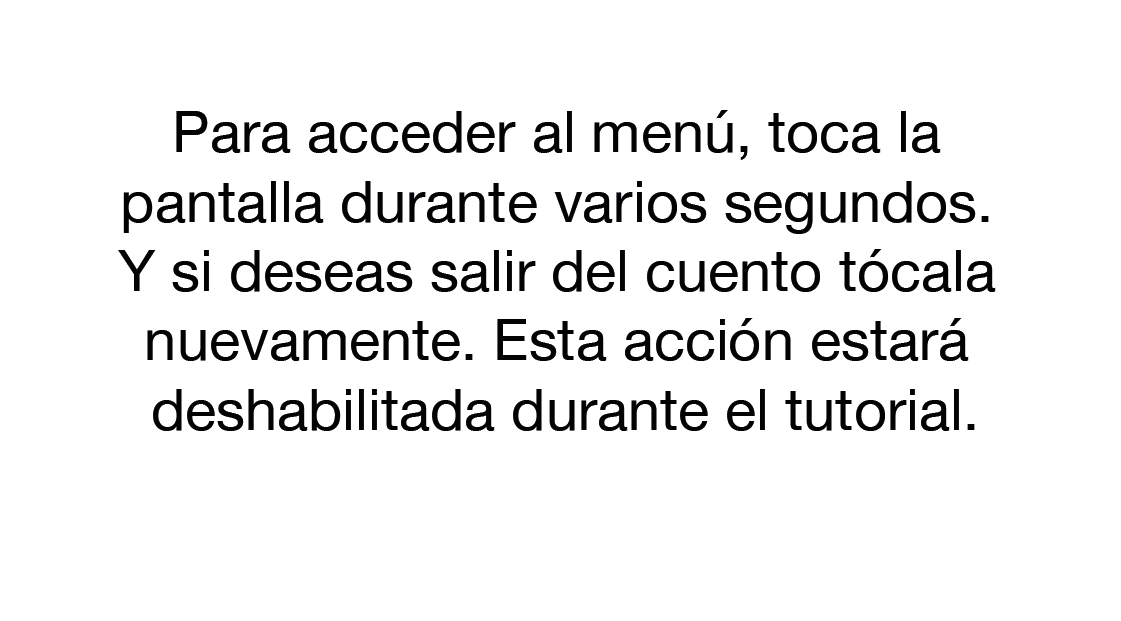 Para acceder al menú, toca la
pantalla durante varios segundos.
Y si deseas salir del cuento tócala
nuevamente. Esta acción estará
deshabilitada durante el tutorial.